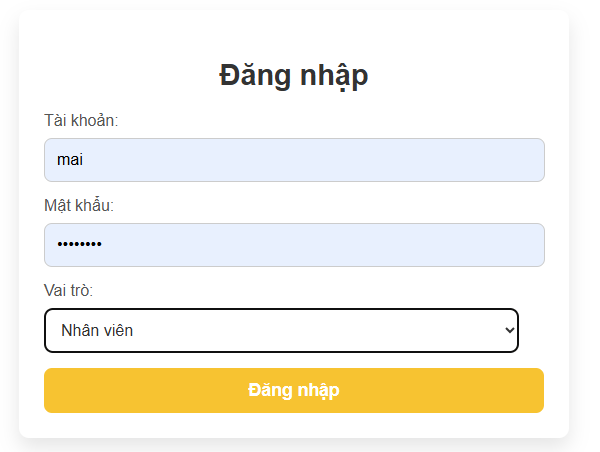 Đăng nhập
Tài khoản:
mai
Mật khẩu:
••••••••
Vai trò:
Nhân viên
Đăng nhập